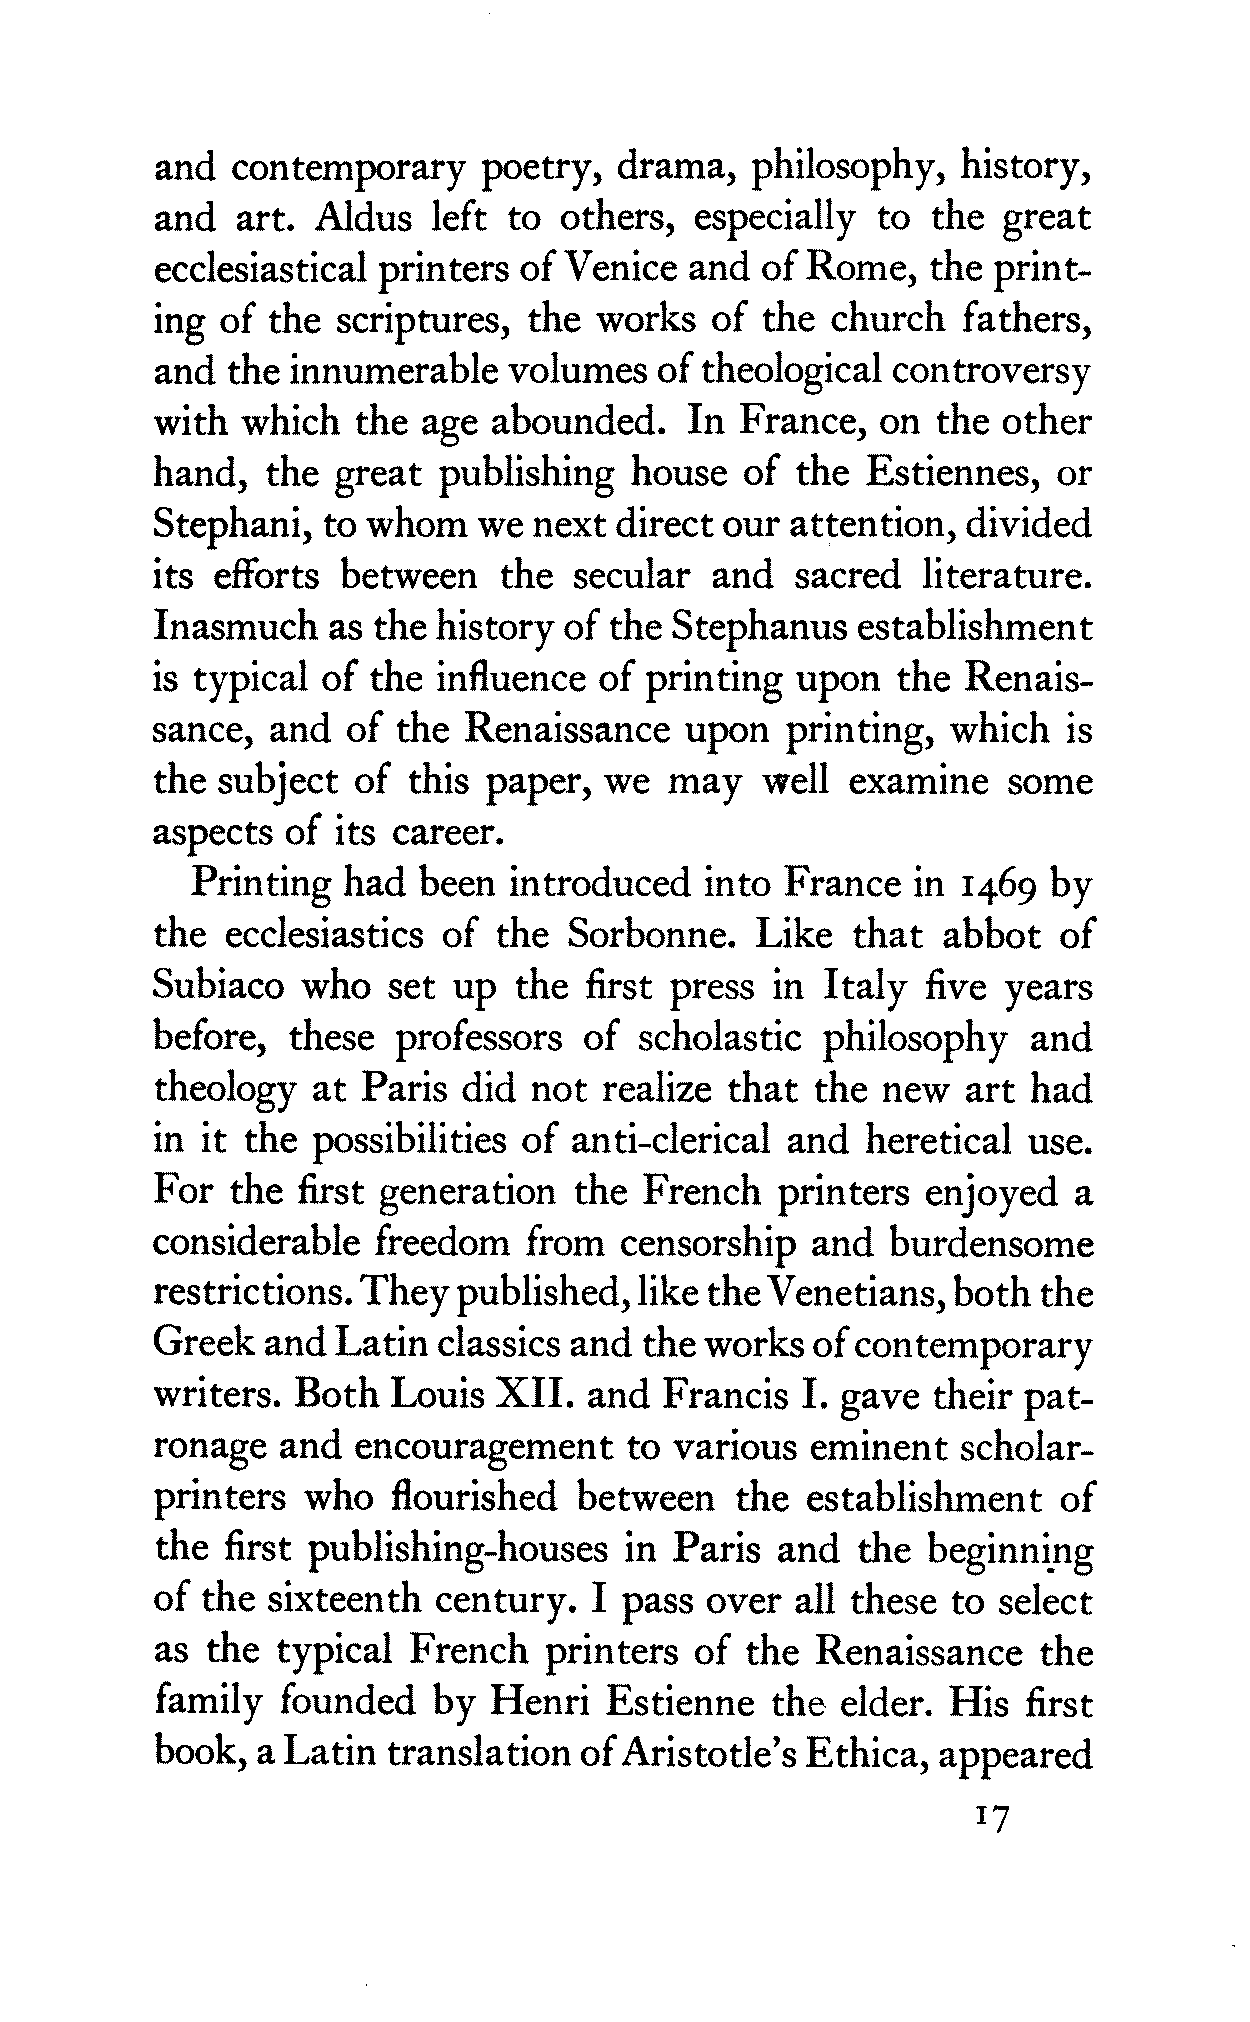 and contemporary poetry, drama, philosophy, history,
and art. Aldus left to others, especially to the great
ecclesiastical printers of Venice and of Rome, the print-
ing of the scriptures, the works of the church fathers,
and the innumerable volumes of theological controversy
with which the age abounded. In France, on the other
hand, the great publishing house of the Estiennes, or
Stephani, to whom we next direct our attention, divided
its efforts between the secular and sacred literature.
Inasmuch as the history of the Stephanus establishment
is typical of the influence of printing upon the Renais-
sance, and of the Renaissance upon printing, which is
the subject of this paper, we may well examine some
aspects of its career.
Printing had been introduced into France in 1469 by
the ecclesiastics of the Sorbonne. Like that abbot of
Subiaco who set up the first press in Italy five years
before, these professors of scholastic philosophy and
theology at Paris did not realize that the new art had
in it the possibilities of anti-clerical and heretical use.
For the first generation the French printers enjoyed a
considerable freedom from censorship and burdensome
restrictions. They published, like the Venetians, both the
Greek and Latin classics and the works of contemporary
writers. Both Louis XII. and Francis I. gave their pat-
ronage and encouragement to various eminent scholar-
printers who flourished between the establishment of
the first publishing-houses in Paris and the beginning
of the sixteenth century. I pass over all these to select
as the typical French printers of the Renaissance the
family founded by Henri Estienne the elder. His first
book, a Latin translation of Aristotle's Ethica, appeared
17